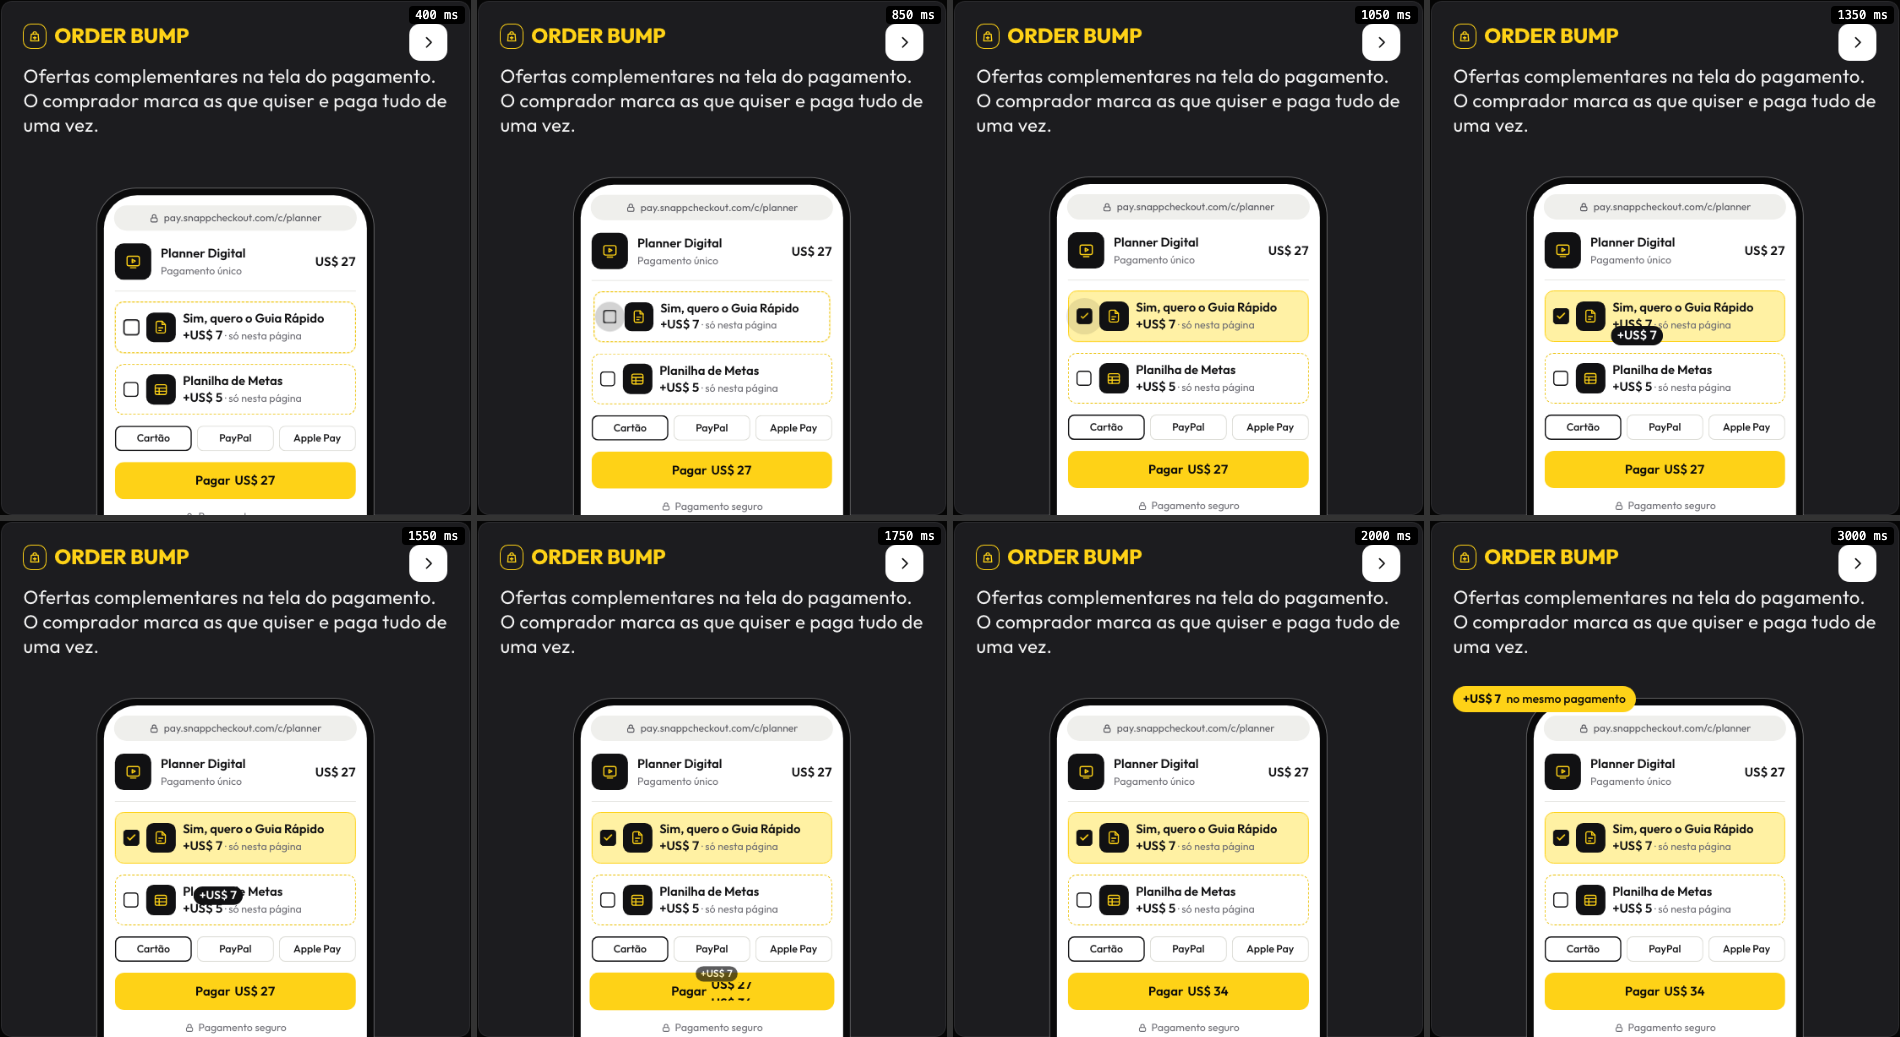 400 ms
ORDER BUMP
Ofertas complementares na tela do pagamento.
O comprador marca as que quiser e paga tudo de
uma vez.
pay.snappcheckout.com/c/planner
Planner Digital
US$ 27
Pagamento único
Sim, quero o Guia Rápido
+US$ 7 · só nesta página
Planilha de Metas
+US$ 5 · só nesta página
Cartão
PayPal
Apple Pay
Pagar US$ 27
850 ms
ORDER BUMP
Ofertas complementares na tela do pagamento.
O comprador marca as que quiser e paga tudo de
uma vez.
pay.snappcheckout.com/c/planner
Planner Digital
US$ 27
Pagamento único
Sim, quero o Guia Rápido
+US$ 7 · só nesta página
Planilha de Metas
+US$ 5 · só nesta página
Cartão
PayPal
Apple Pay
Pagar US$ 27
Pagamento seguro
1050 ms
ORDER BUMP
Ofertas complementares na tela do pagamento.
O comprador marca as que quiser e paga tudo de
uma vez.
pay.snappcheckout.com/c/planner
Planner Digital
US$ 27
Pagamento único
Sim, quero o Guia Rápido
+US$ 7 · só nesta página
Planilha de Metas
+US$ 5 · só nesta página
Cartão
PayPal
Apple Pay
Pagar US$ 27
Pagamento seguro
1350 ms
ORDER BUMP
Ofertas complementares na tela do pagamento.
O comprador marca as que quiser e paga tudo de
uma vez.
pay.snappcheckout.com/c/planner
Planner Digital
US$ 27
Pagamento único
Sim, quero o Guia Rápido
+US$ 7 · só nesta página
+US$ 7
Planilha de Metas
+US$ 5 · só nesta página
Cartão
PayPal
Apple Pay
Pagar US$ 27
Pagamento seguro
1550 ms
ORDER BUMP
Ofertas complementares na tela do pagamento.
O comprador marca as que quiser e paga tudo de
uma vez.
pay.snappcheckout.com/c/planner
Planner Digital
US$ 27
Pagamento único
Sim, quero o Guia Rápido
+US$ 7 · só nesta página
+US$ 7
Metas
+US$ 5 · só nesta página
Cartão
PayPal
Apple Pay
Pagar US$ 27
Pagamento seguro
1750 ms
ORDER BUMP
Ofertas complementares na tela do pagamento.
O comprador marca as que quiser e paga tudo de
uma vez.
pay.snappcheckout.com/c/planner
Planner Digital
US$ 27
Pagamento único
Sim, quero o Guia Rápido
+US$ 7 · só nesta página
Planilha de Metas
+US$ 5 · só nesta página
Cartão
PayPal
Apple Pay
+US$ 7
Pagar US$ 27
Pagamento seguro
2000 ms
ORDER BUMP
Ofertas complementares na tela do pagamento.
O comprador marca as que quiser e paga tudo de
uma vez.
pay.snappcheckout.com/c/planner
Planner Digital
US$ 27
Pagamento único
Sim, quero o Guia Rápido
+US$ 7 · só nesta página
Planilha de Metas
+US$ 5 · só nesta página
Cartão
PayPal
Apple Pay
Pagar US$ 34
Pagamento seguro
3000 ms
ORDER BUMP
Ofertas complementares na tela do pagamento.
O comprador marca as que quiser e paga tudo de
uma vez.
+US$ 7 no mesmo pagamento
pay.snappcheckout.com/c/planner
Planner Digital
US$ 27
Pagamento único
Sim, quero o Guia Rápido
+US$ 7 · só nesta página
Planilha de Metas
+US$ 5 · só nesta página
Cartão
PayPal
Apple Pay
Pagar US$ 34
Pagamento seguro